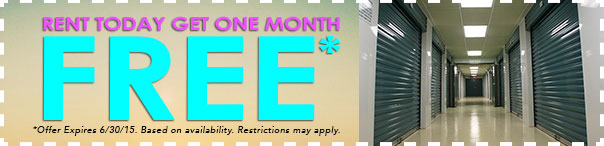 RENT TODAY GET ONE MONTH
FREE*
*Offer Expires 6/30/15. Based on availability. Restrictions may apply.